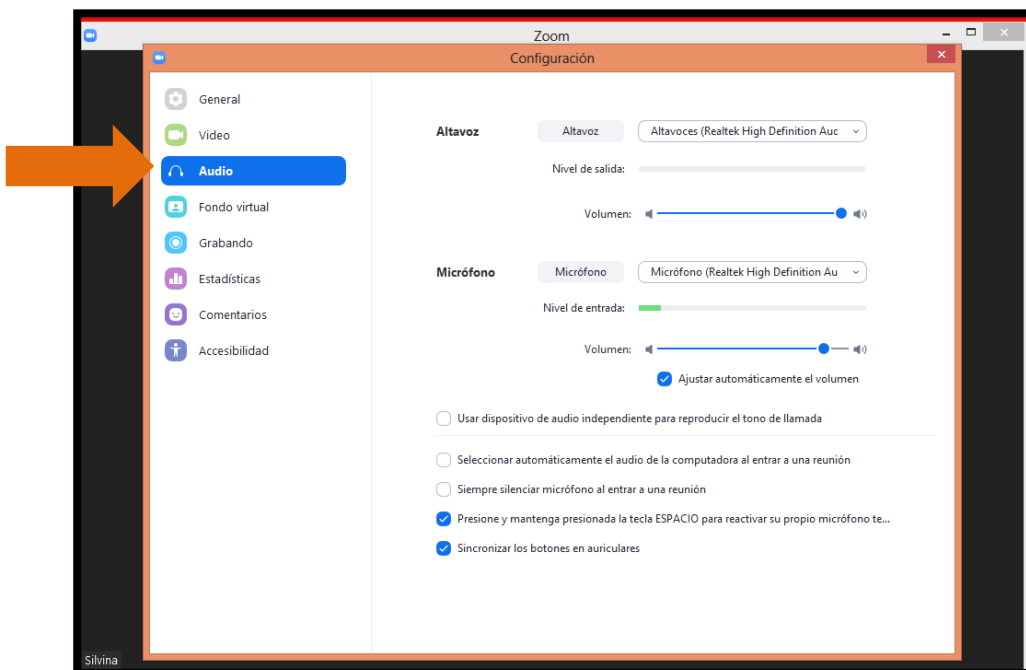 Zoom
Configuración
General
Video
Audio
Fondo virtual
Grabando
Estadísticas
Comentarios
Accesibilidad
Altavoz Altavoz Altavoces (Realtek High Definition Auc
Nivel de salida:
Volumen:
Micrófono Micrófono Micrófono (Realtek High Definition Au
Nivel de entrada:
Volumen:
Ajustar automáticamente el volumen
Usar dispositivo de audio independiente para reproducir el tono de llamada
Seleccionar automáticamente el audio de la computadora al entrar a una reunión
Siempre silenciar micrófono al entrar a una reunión
Presione y mantenga presionada la tecla ESPACIO para reactivar su propio micrófono te...
Sincronizar los botones en auriculares
Silvina